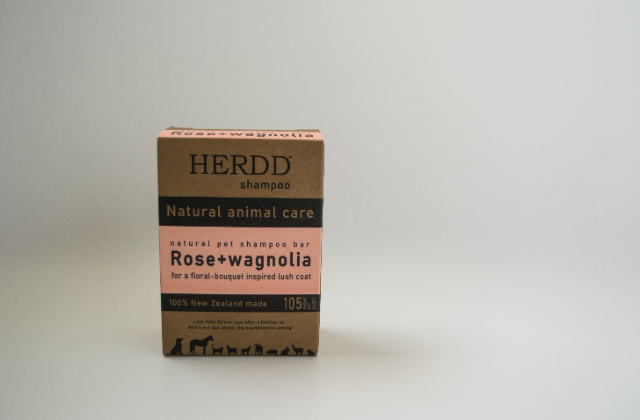 Rose+wagnolia
HERDD
shampoo
Natural animal care
natural pet shampoo bar
Rose+wagnolia
for a floral-bouquet inspired lush coat
100% New Zealand made
105